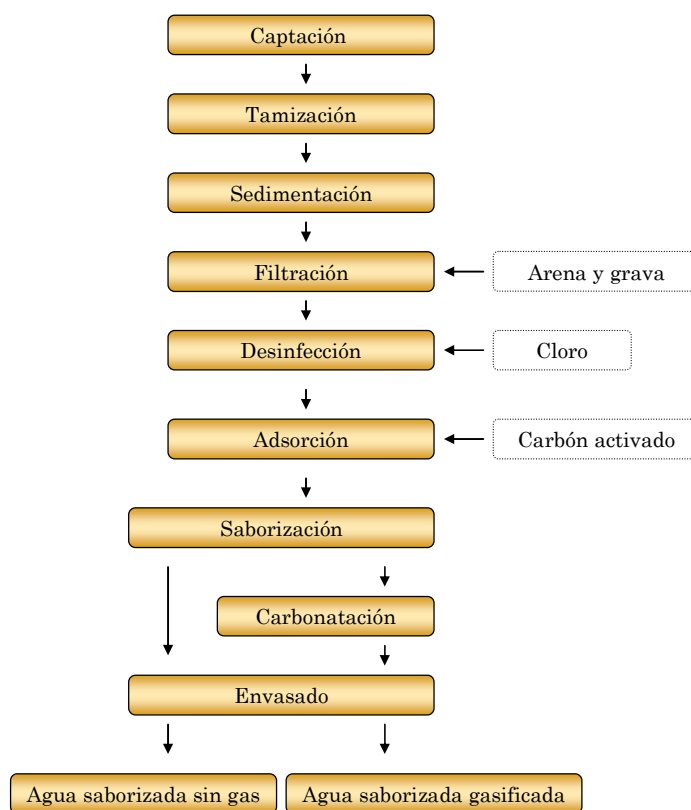 Captación
Tamización
Sedimentación
Filtración
Arena y grava
Desinfección
Cloro
Adsorción
Carbón activado
Saborización
Carbonatación
Envasado
Agua saborizada sin gas
Agua saborizada gasificada